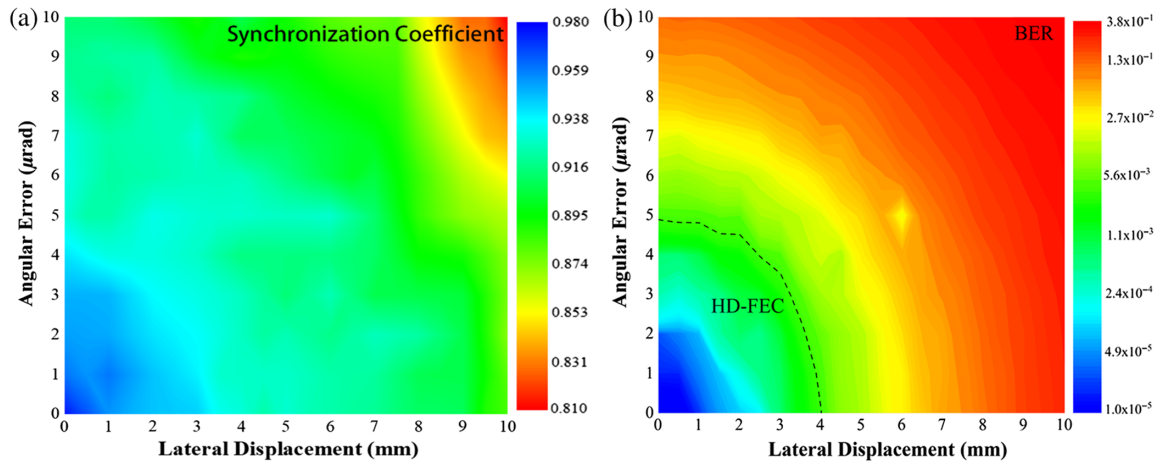 (a)
Synchronization Coefficient
10
9
8
7
6
5
4
3
2
1
0
Angular Error (μrad)
0 1 2 3 4 5 6 7 8 9 10
Lateral Displacement (mm)
0.980
0.959
0.938
0.916
0.895
0.874
0.853
0.831
0.810
(b)
BER
10
9
8
7
6
5
4
3
2
1
0
Angular Error (μrad)
HD-FEC
0 1 2 3 4 5 6 7 8 9 10
Lateral Displacement (mm)
3.8x10⁻¹
1.3x10⁻¹
2.7x10⁻²
5.6x10⁻³
1.1x10⁻³
2.4x10⁻⁴
4.9x10⁻⁵
1.0x10⁻⁵